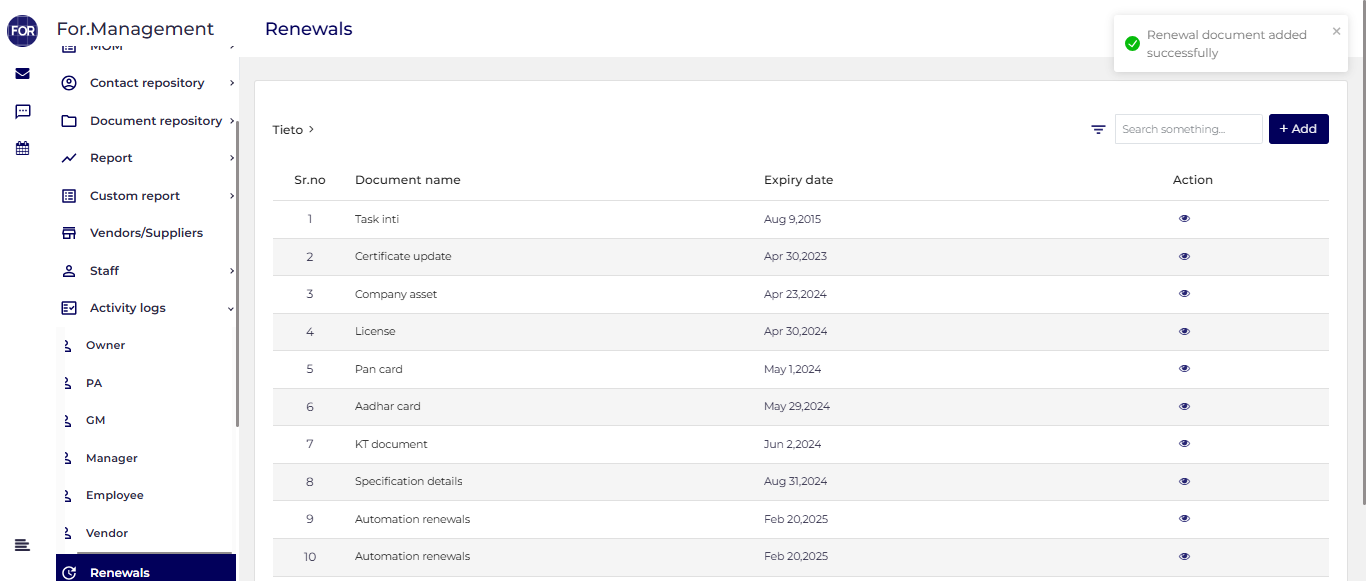 FOR
For.Management
Renewals
Renewal document added
successfully
MOM
Contact repository
Document repository
Report
Custom report
Vendors/Suppliers
Staff
Activity logs
Owner
PA
GM
Manager
Employee
Vendor
Renewals
Tieto
Search something...
+ Add
Sr.no Document name Expiry date Action
1 Task inti Aug 9,2015
2 Certificate update Apr 30,2023
3 Company asset Apr 23,2024
4 License Apr 30,2024
5 Pan card May 1,2024
6 Aadhar card May 29,2024
7 KT document Jun 2,2024
8 Specification details Aug 31,2024
9 Automation renewals Feb 20,2025
10 Automation renewals Feb 20,2025